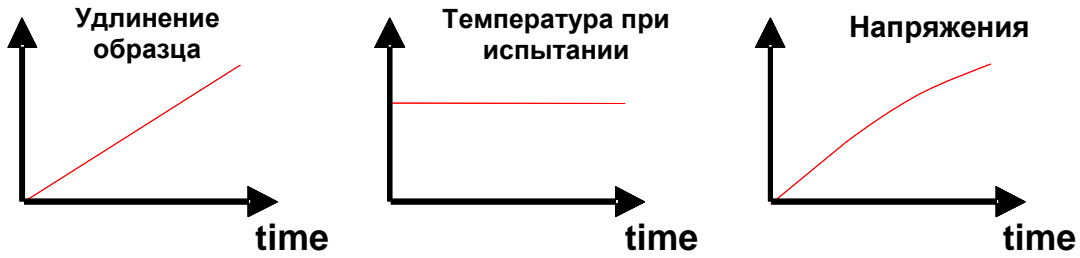 Удлинение
образца
time
Температура при
испытании
time
Напряжения
time